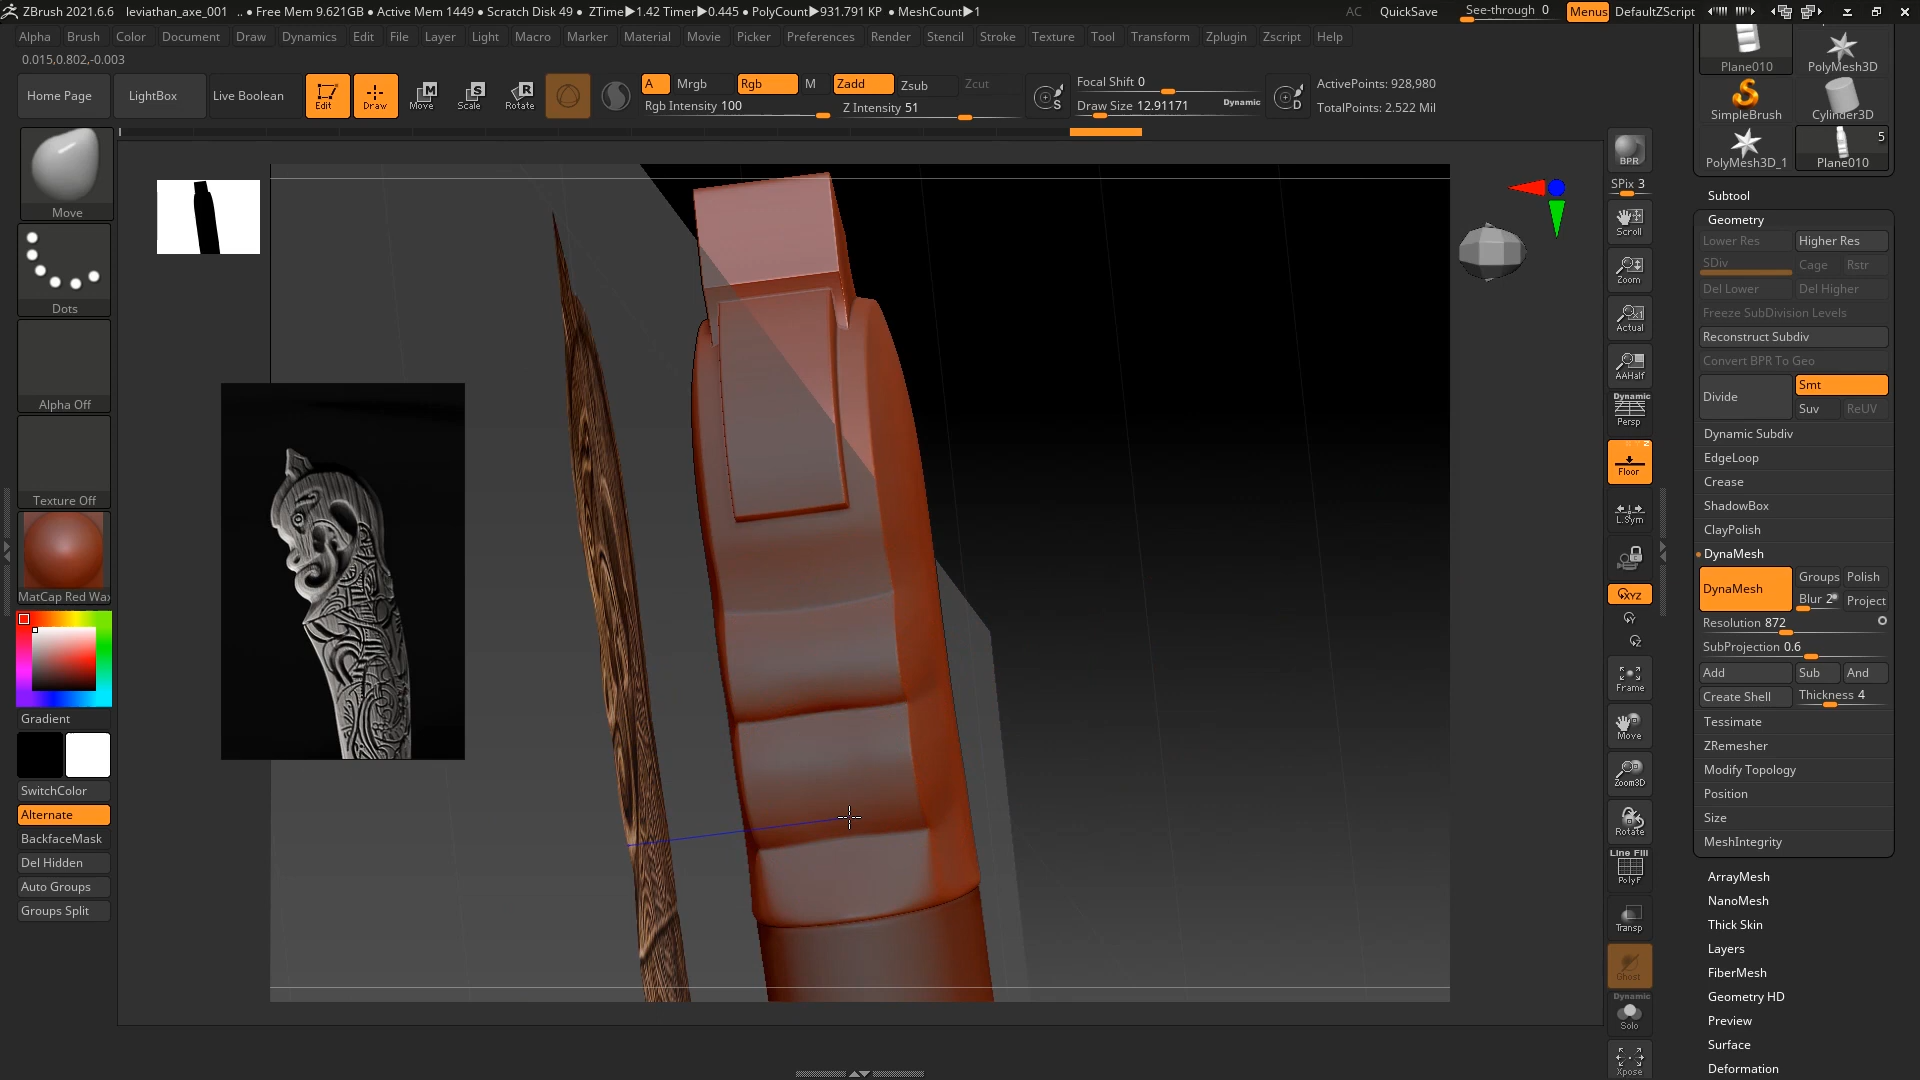 ZBrush 2021.6.6 leviathan_axe_001 .. • Free Mem 9.621GB • Active Mem 1449 • Scratch Disk 49 • ZTime▶1.42 Timer▶0.445 • PolyCount▶931.791 KP • MeshCount▶1 AC QuickSave See-through 0 Menus DefaultZScript
Alpha Brush Color Document Draw Dynamics Edit File Layer Light Macro Marker Material Movie Picker Preferences Render Stencil Stroke Texture Tool Transform Zplugin Zscript Help
0.015,0.802,-0.003
Home Page LightBox Live Boolean Edit Draw Move Scale Rotate
A Mrgb Rgb M Zadd Zsub Zcut
Rgb Intensity 100 Z Intensity 51
Focal Shift 0
Draw Size 12.91171 Dynamic
S
D
ActivePoints: 928,980
TotalPoints: 2.522 Mil
Move
Dots
Alpha Off
Texture Off
MatCap Red Wax
Gradient
SwitchColor
Alternate
BackfaceMask
Del Hidden
Auto Groups
Groups Split
BPR
SPix 3
Scroll
Zoom
Actual
AAHalf
Dynamic
Persp
Floor
L.Sym
XYZ
Frame
Move
Zoom3D
Rotate
Line Fill
PolyF
Transp
Ghost
Dynamic
Solo
Xpose
Plane010 PolyMesh3D
SimpleBrush Cylinder3D
5
PolyMesh3D_1 Plane010
Subtool
Geometry
Lower Res Higher Res
SDiv Cage Rstr
Del Lower Del Higher
Freeze SubDivision Levels
Reconstruct Subdiv
Convert BPR To Geo
Divide Smt
Suv ReUV
Dynamic Subdiv
EdgeLoop
Crease
ShadowBox
ClayPolish
DynaMesh
DynaMesh Groups Polish
Blur 2 Project
Resolution 872
SubProjection 0.6
Add Sub And
Create Shell Thickness 4
Tessimate
ZRemesher
Modify Topology
Position
Size
MeshIntegrity
ArrayMesh
NanoMesh
Thick Skin
Layers
FiberMesh
Geometry HD
Preview
Surface
Deformation